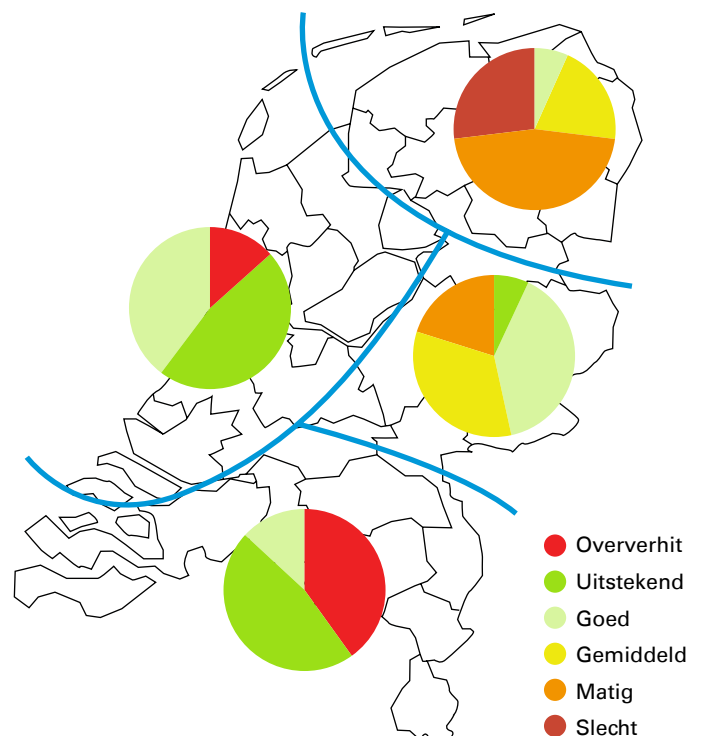 Oververhit
Uitstekend
Goed
Gemiddeld
Matig
Slecht